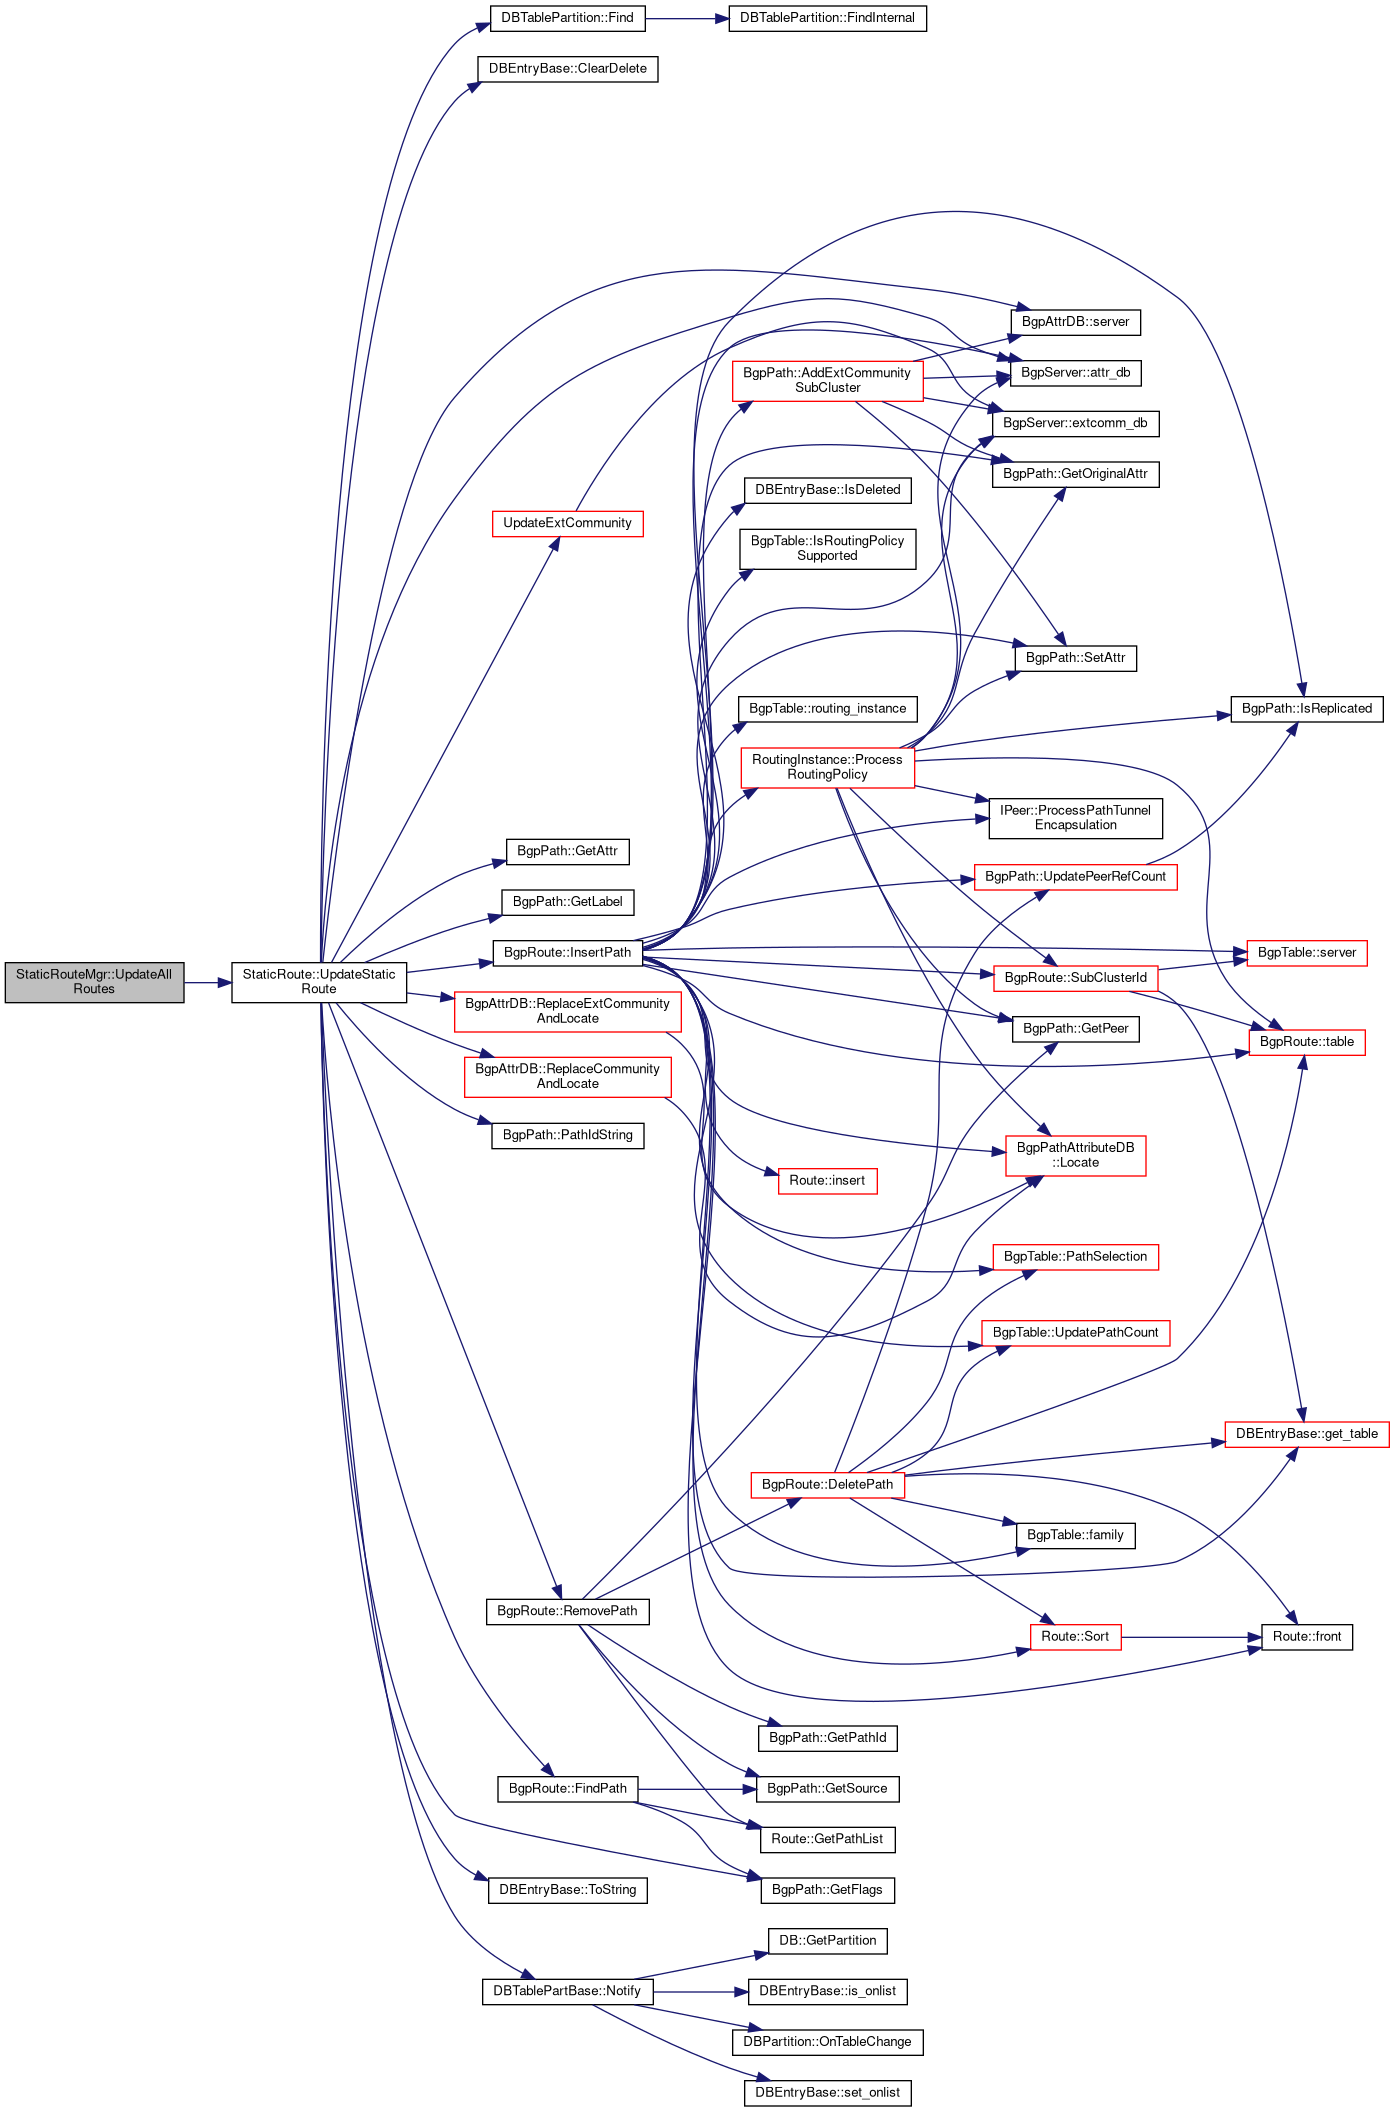 DBTablePartition::Find
DBTablePartition::FindInternal
DBEntryBase::ClearDelete
BgpAttrDB::server
BgpServer::attr_db
BgpPath::AddExtCommunity
SubCluster
BgpServer::extcomm_db
BgpPath::GetOriginalAttr
DBEntryBase::IsDeleted
UpdateExtCommunity
BgpTable::IsRoutingPolicy
Supported
BgpPath::SetAttr
BgpTable::routing_instance
BgpPath::IsReplicated
RoutingInstance::Process
RoutingPolicy
IPeer::ProcessPathTunnel
Encapsulation
BgpPath::GetAttr
BgpPath::UpdatePeerRefCount
BgpPath::GetLabel
BgpRoute::InsertPath
BgpTable::server
StaticRouteMgr::UpdateAll
Routes
StaticRoute::UpdateStatic
Route
BgpRoute::SubClusterId
BgpAttrDB::ReplaceExtCommunity
AndLocate
BgpPath::GetPeer
BgpRoute::table
BgpAttrDB::ReplaceCommunity
AndLocate
BgpPath::PathIdString
BgpPathAttributeDB
::Locate
Route::insert
BgpTable::PathSelection
BgpTable::UpdatePathCount
DBEntryBase::get_table
BgpRoute::DeletePath
BgpTable::family
BgpRoute::RemovePath
Route::Sort
Route::front
BgpPath::GetPathId
BgpRoute::FindPath
BgpPath::GetSource
Route::GetPathList
DBEntryBase::ToString
BgpPath::GetFlags
DB::GetPartition
DBTablePartBase::Notify
DBEntryBase::is_onlist
DBPartition::OnTableChange
DBEntryBase::set_onlist